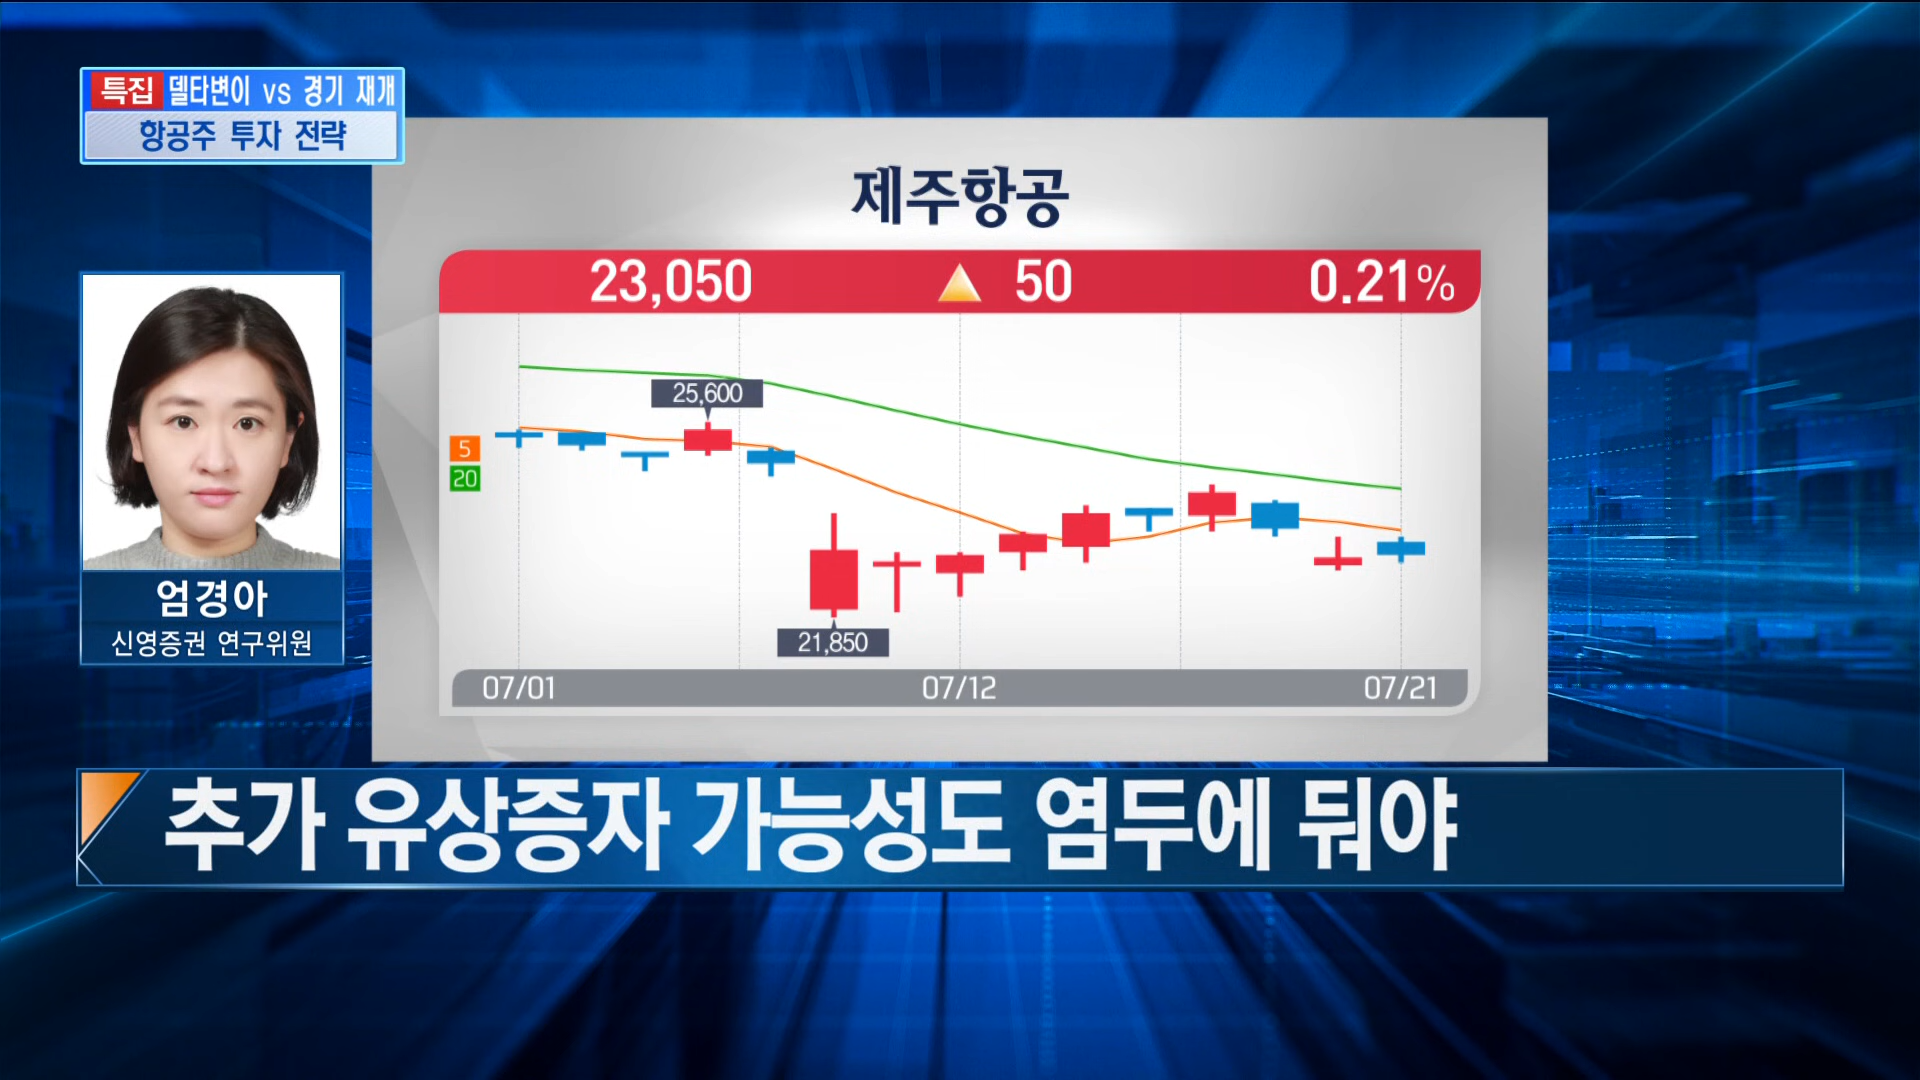 특집 델타변이 vs 경기 재개
항공주 투자 전략
제주항공
23,050 ▲ 50 0.21%
25,600
5
20
21,850
07/01 07/12 07/21
엄경아
신영증권 연구위원
추가 유상증자 가능성도 염두에 둬야